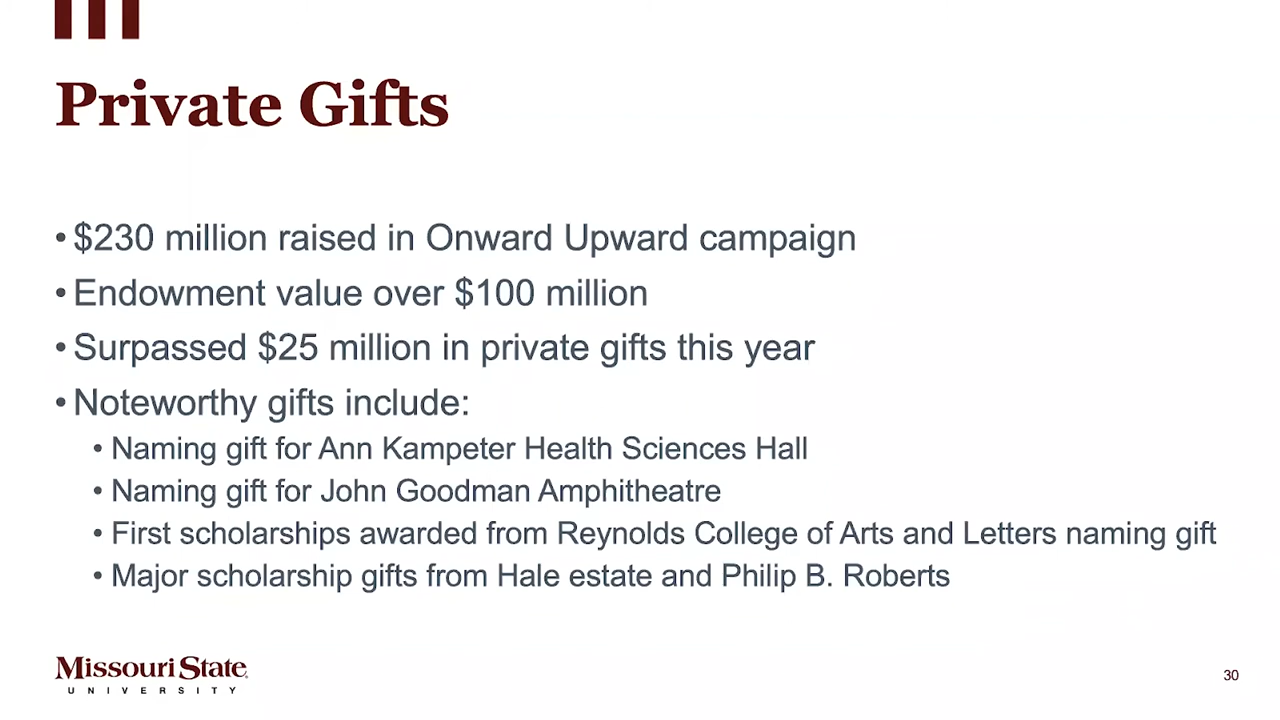 Private Gifts
• $230 million raised in Onward Upward campaign
• Endowment value over $100 million
• Surpassed $25 million in private gifts this year
• Noteworthy gifts include:
• Naming gift for Ann Kampeter Health Sciences Hall
• Naming gift for John Goodman Amphitheatre
• First scholarships awarded from Reynolds College of Arts and Letters naming gift
• Major scholarship gifts from Hale estate and Philip B. Roberts
Missouri State
UNIVERSITY
30